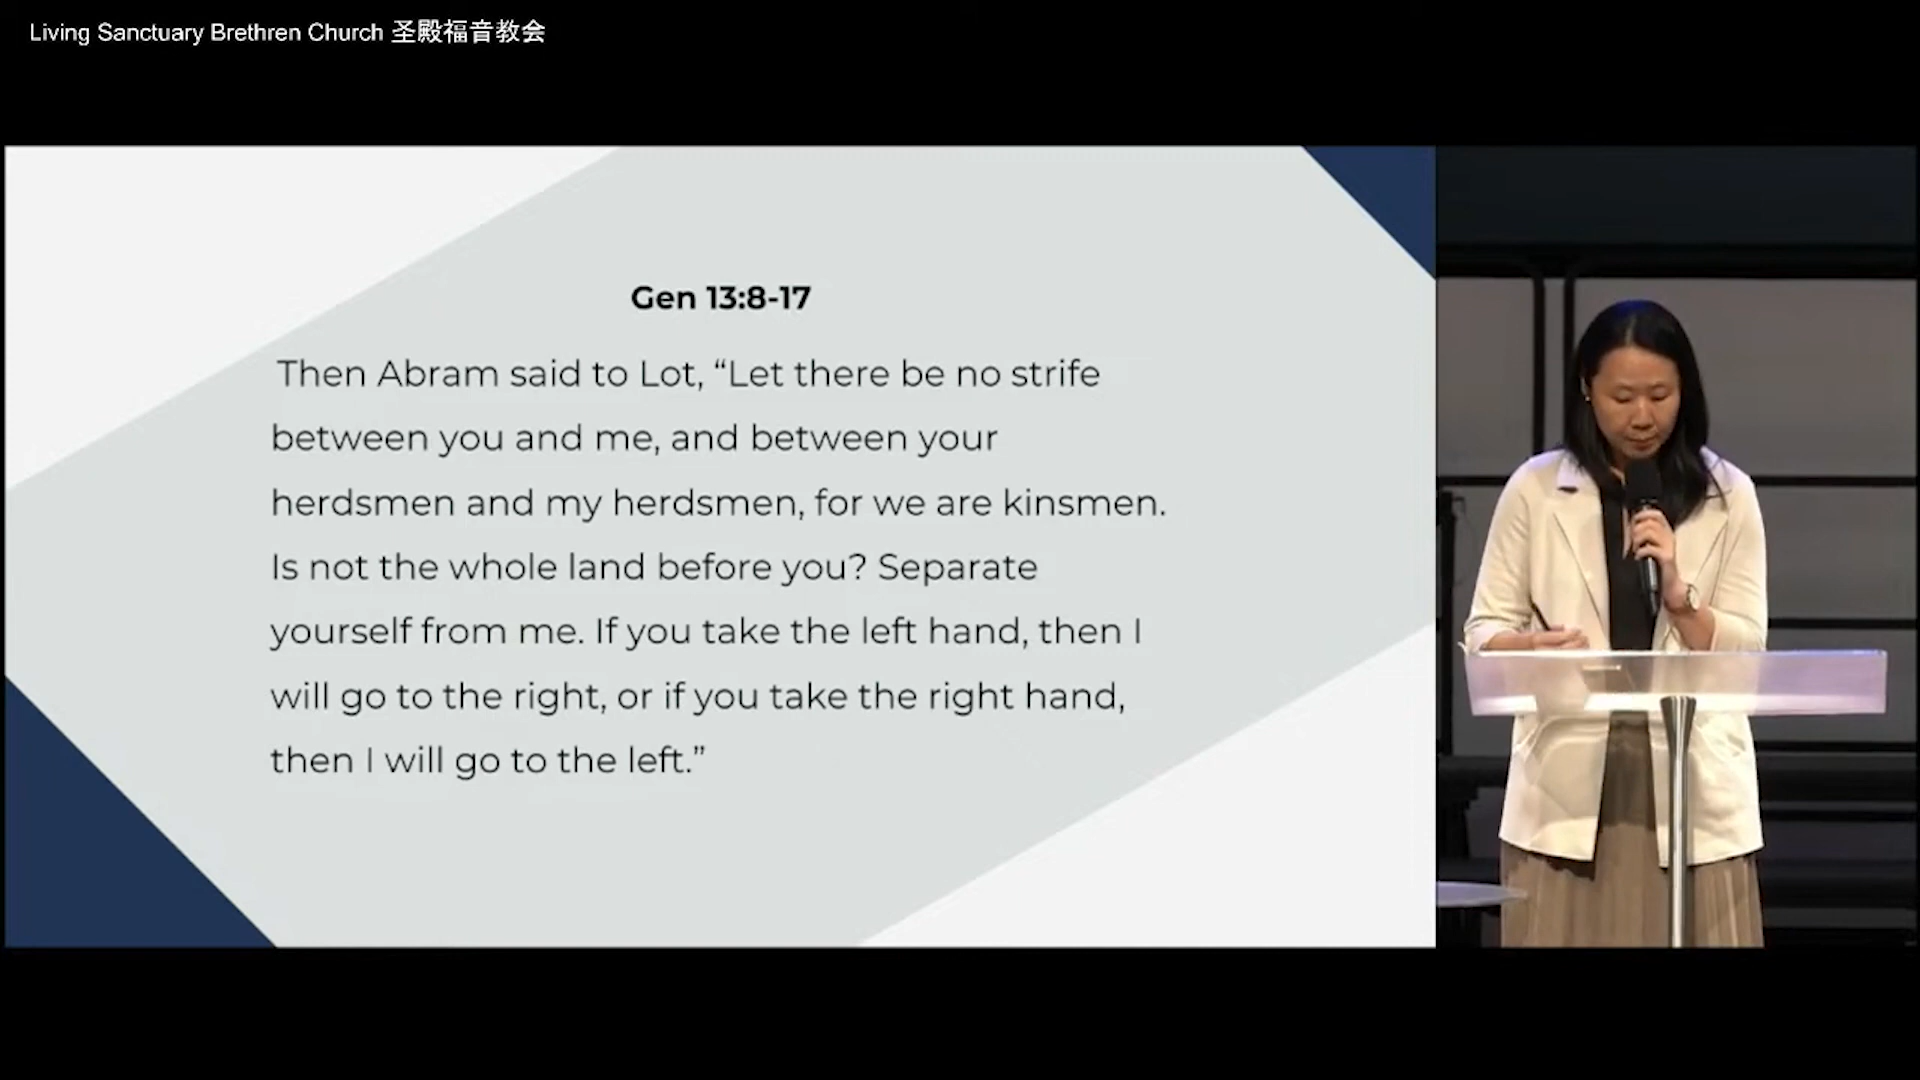 Living Sanctuary Brethren Church 圣殿福音教会
Gen 13:8-17
Then Abram said to Lot, “Let there be no strife
between you and me, and between your
herdsmen and my herdsmen, for we are kinsmen.
Is not the whole land before you? Separate
yourself from me. If you take the left hand, then I
will go to the right, or if you take the right hand,
then I will go to the left.”